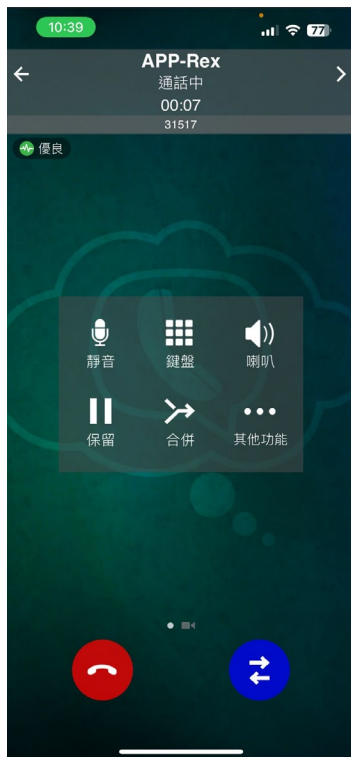 10:39
77
APP-Rex
通話中
00:07
31517
優良
靜音
鍵盤
喇叭
保留
合併
其他功能